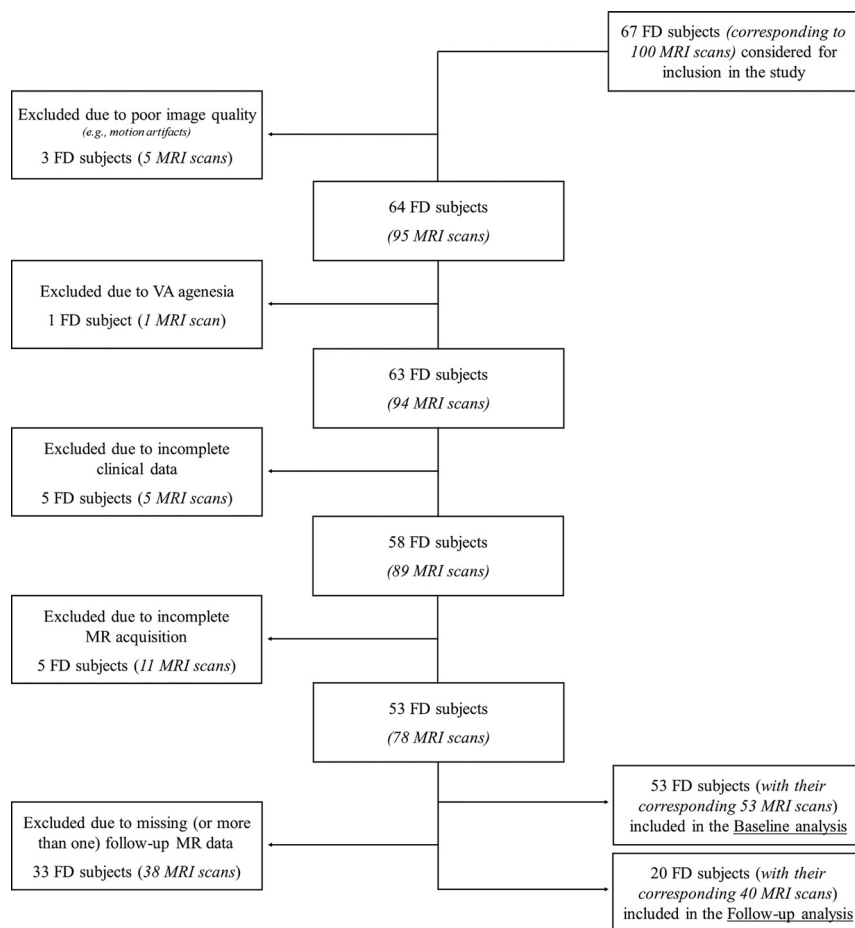 67 FD subjects (corresponding to
100 MRI scans) considered for
inclusion in the study
Excluded due to poor image quality
(e.g., motion artifacts)
3 FD subjects (5 MRI scans)
64 FD subjects
(95 MRI scans)
Excluded due to VA agenesia
1 FD subject (1 MRI scan)
63 FD subjects
(94 MRI scans)
Excluded due to incomplete
clinical data
5 FD subjects (5 MRI scans)
58 FD subjects
(89 MRI scans)
Excluded due to incomplete
MR acquisition
5 FD subjects (11 MRI scans)
53 FD subjects
(78 MRI scans)
53 FD subjects (with their
corresponding 53 MRI scans)
included in the Baseline analysis
Excluded due to missing (or more
than one) follow-up MR data
33 FD subjects (38 MRI scans)
20 FD subjects (with their
corresponding 40 MRI scans)
included in the Follow-up analysis